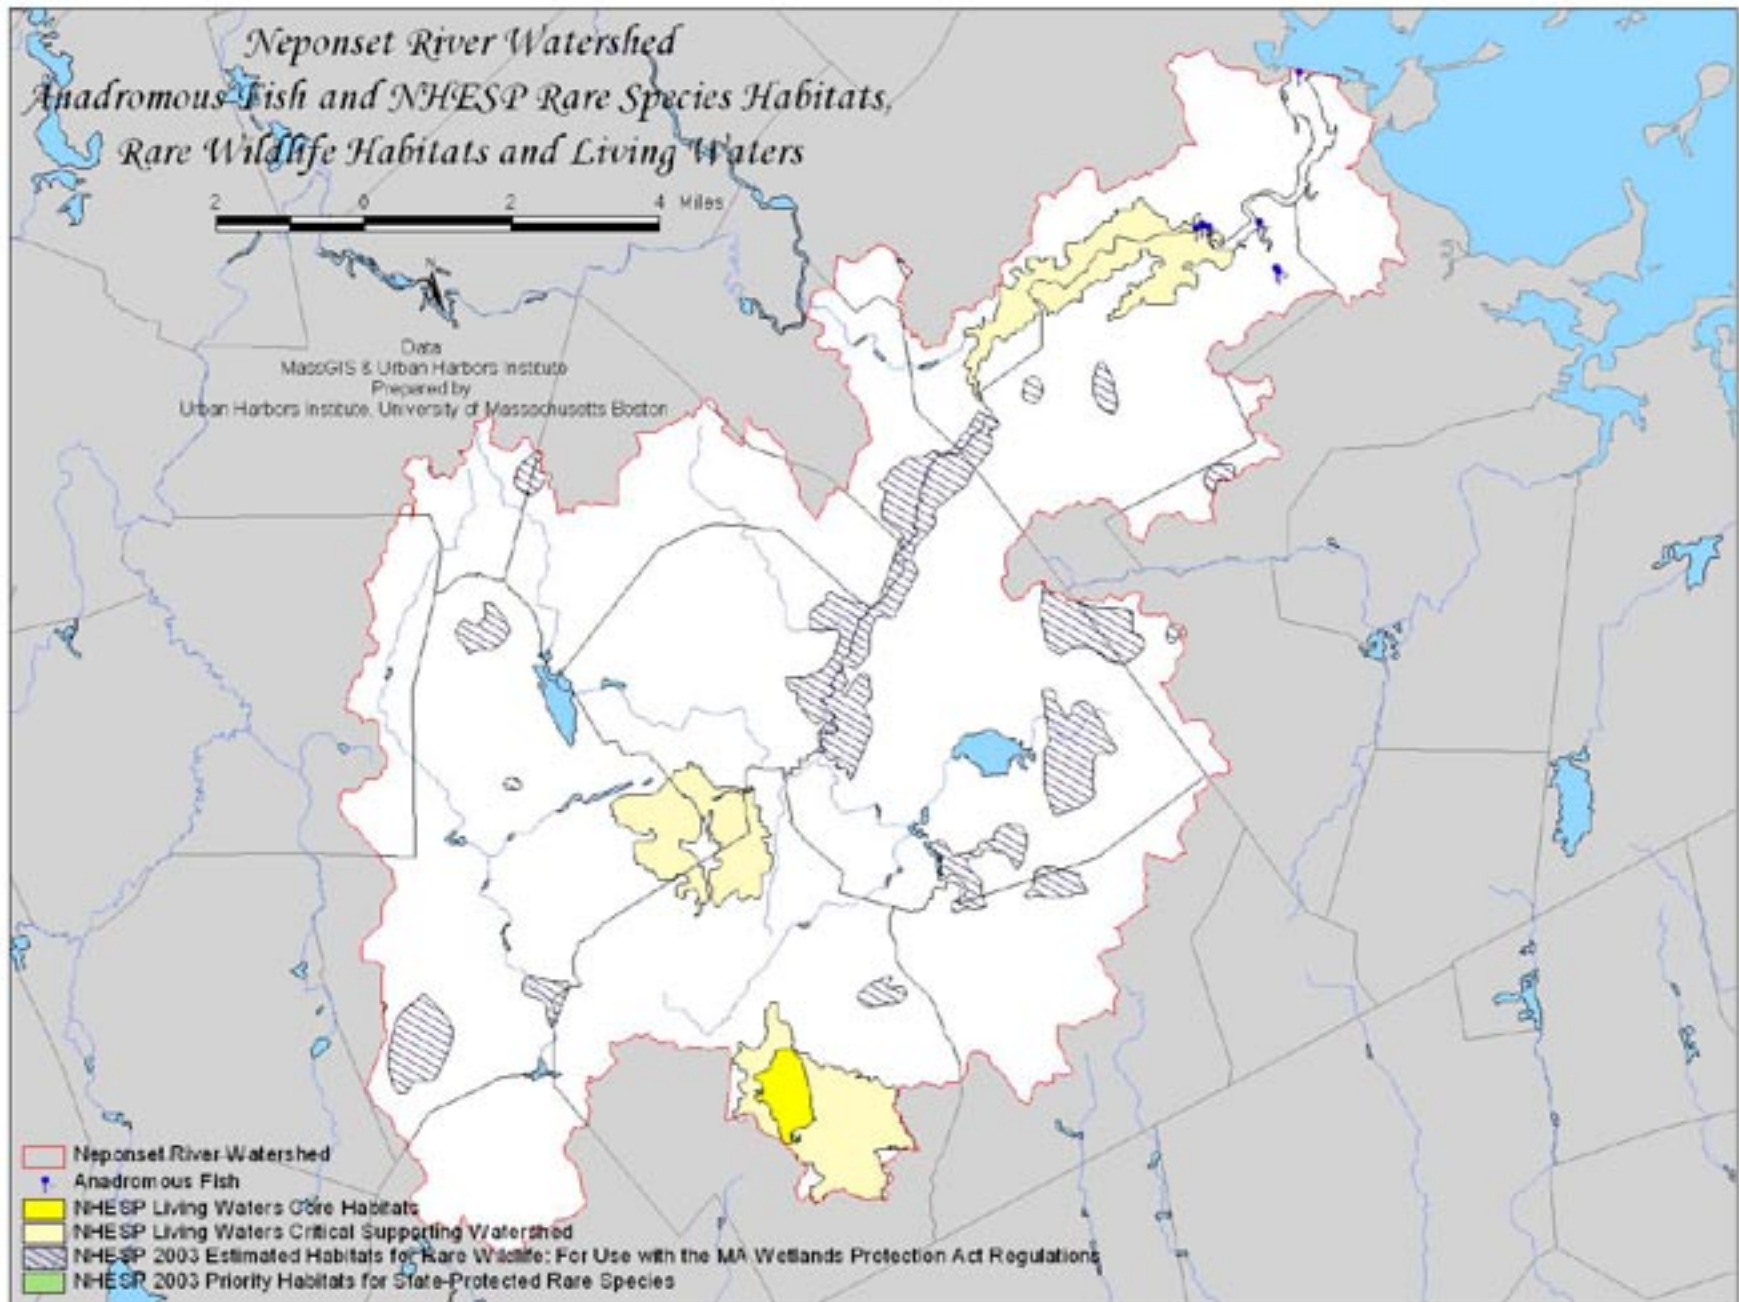 Neponset River Watershed
Anadromous Fish and NHESP Rare Species Habitats,
Rare Wildlife Habitats and Living Waters
2 0 2 4 Miles
N
Data
MassGIS & Urban Harbors Institute
Prepared by
Urban Harbors Institute, University of Massachusetts Boston
Neponset River Watershed
Anadromous Fish
NHESP Living Waters Core Habitats
NHESP Living Waters Critical Supporting Watershed
NHESP 2003 Estimated Habitats for Rare Wildlife: For Use with the MA Wetlands Protection Act Regulations
NHESP 2003 Priority Habitats for State-Protected Rare Species